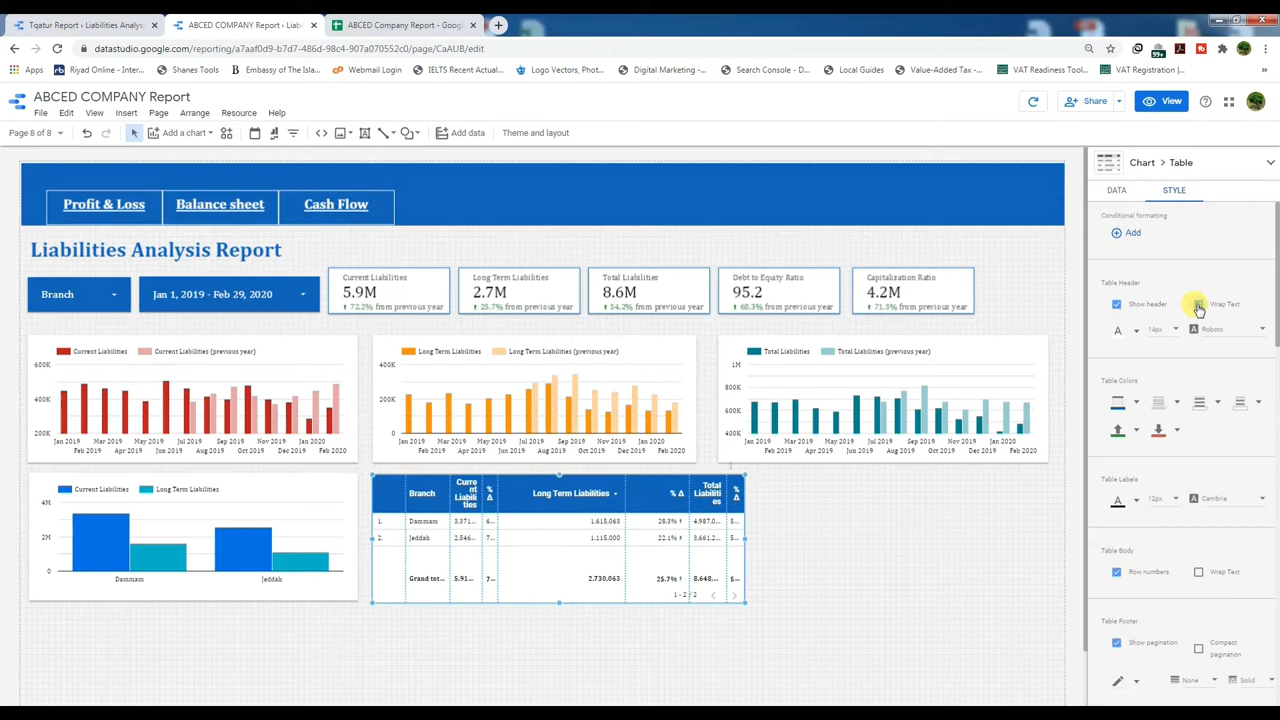 Tqatur Report › Liabilities Analys
ABCED COMPANY Report › Liab
ABCED Company Report - Goog
datastudio.google.com/reporting/a7aaf0d9-b7d7-486d-98c4-907a070552c0/page/CaAUB/edit
99+
Apps
Riyad Online - Inter...
Shanes Tools
Embassy of The Isl...
Webmail Login
IELTS Recent Actual...
Logo Vectors, Phot...
Digital Marketing -...
Search Console - D...
Local Guides
Value-Added Tax -...
VAT Readiness Tool...
VAT Registration |...
ABCED COMPANY Report
File Edit View Insert Page Arrange Resource Help
Share
View
Page 8 of 8
Add a chart
Add data
Theme and layout
Profit & Loss
Balance sheet
Cash Flow
Liabilities Analysis Report
Branch
Jan 1, 2019 - Feb 29, 2020
Current Liabilities
5.9M
72.2% from previous year
Long Term Liabilities
2.7M
25.7% from previous year
Total Liabilities
8.6M
54.2% from previous year
Debt to Equity Ratio
95.2
68.3% from previous year
Capitalization Ratio
4.2M
71.3% from previous year
Current Liabilities Current Liabilities (previous year)
600K
400K
200K
Jan 2019 Mar 2019 May 2019 Jul 2019 Sep 2019 Nov 2019 Jan 2020
Feb 2019 Apr 2019 Jun 2019 Aug 2019 Oct 2019 Dec 2019 Feb 2020
Long Term Liabilities Long Term Liabilities (previous year)
400K
200K
0
Jan 2019 Mar 2019 May 2019 Jul 2019 Sep 2019 Nov 2019 Jan 2020
Feb 2019 Apr 2019 Jun 2019 Aug 2019 Oct 2019 Dec 2019 Feb 2020
Total Liabilities Total Liabilities (previous year)
1M
800K
600K
400K
Jan 2019 Mar 2019 May 2019 Jul 2019 Sep 2019 Nov 2019 Jan 2020
Feb 2019 Apr 2019 Jun 2019 Aug 2019 Oct 2019 Dec 2019 Feb 2020
Current Liabilities Long Term Liabilities
4M
2M
0
Dammam Jeddah
Branch
Curre
nt
Liabili
ties
%
Δ
Long Term Liabilities
% Δ
Total
Liabiliti
es
%
Δ
1. Dammam 3,371... 6... 1,615,063 28.3% 4,987,0... 5...
2. Jeddah 2,546... 7... 1,115,000 22.1% 3,661,2... 5...
Grand tot... 5,91... 7... 2,730,063 25.7% 8,648,... 5...
1 - 2 / 2
Chart > Table
DATA
STYLE
Conditional formatting
Add
Table Header
Show header
Wrap Text
A 14px Roboto
Table Colors
Table Labels
A 12px Cambria
Table Body
Row numbers
Wrap Text
Table Footer
Show pagination
Compact
pagination
None
Solid